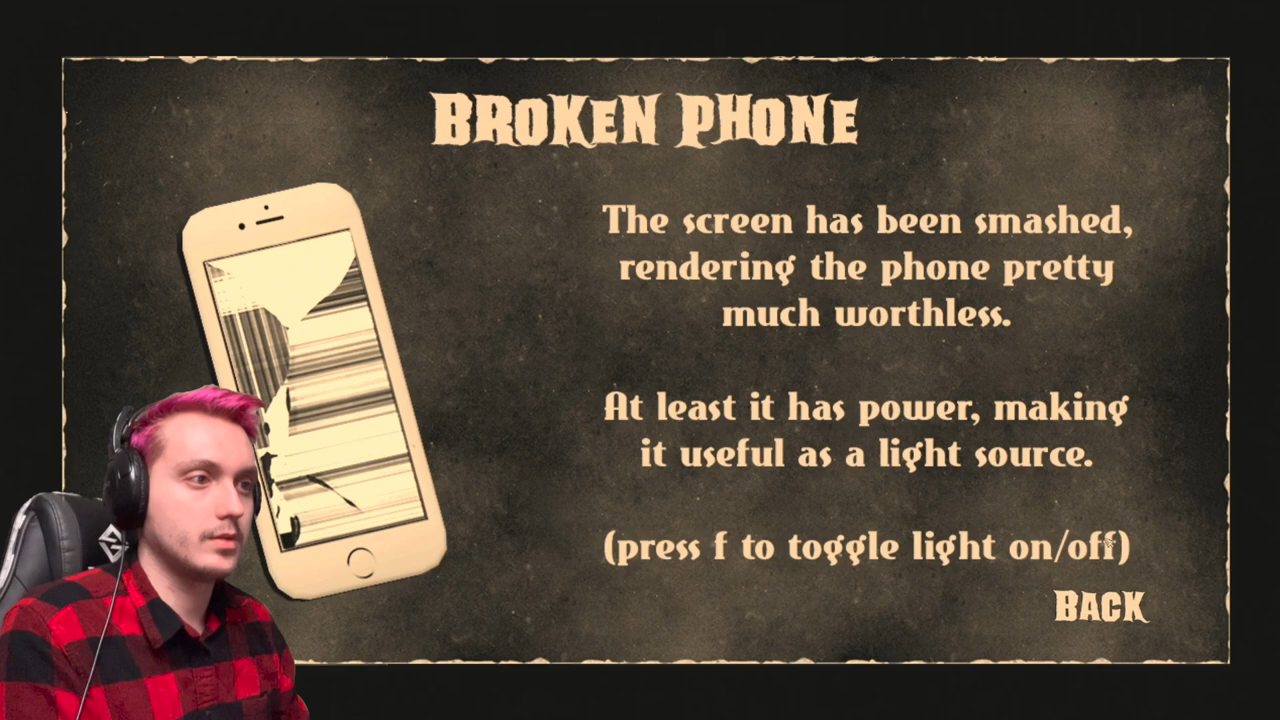 BROKEN PHONE
The screen has been smashed,
rendering the phone pretty
much worthless.
At least it has power, making
it useful as a light source.
(press f to toggle light on/off)
BACK